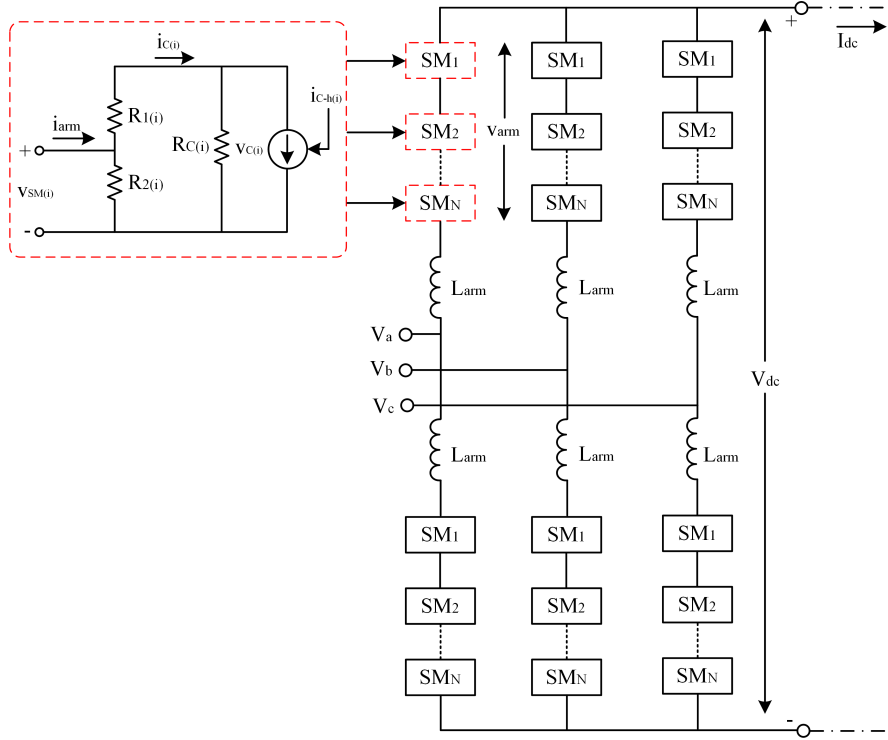 iC(i)
iarm
R1(i)
R2(i)
RC(i)
vC(i)
iC-h(i)
+
vSM(i)
-
+
Idc
SM1
SM1
SM1
varm
SM2
SM2
SM2
SMN
SMN
SMN
Larm
Larm
Larm
Va
Vb
Vc
Vdc
Larm
Larm
Larm
SM1
SM1
SM1
SM2
SM2
SM2
SMN
SMN
SMN
-